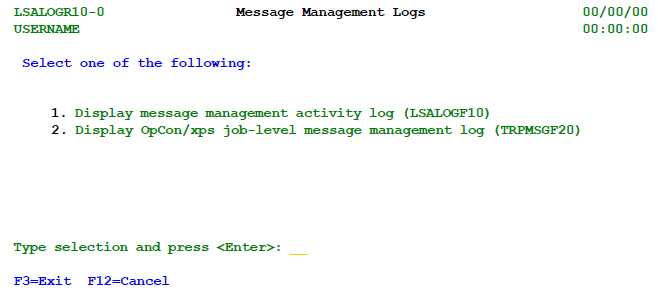 LSALOGR10-0 Message Management Logs 00/00/00
USERNAME 00:00:00
Select one of the following:
1. Display message management activity log (LSALOGF10)
2. Display OpCon/xps job-level message management log (TRPMSGF20)
Type selection and press <Enter>: __
F3=Exit F12=Cancel